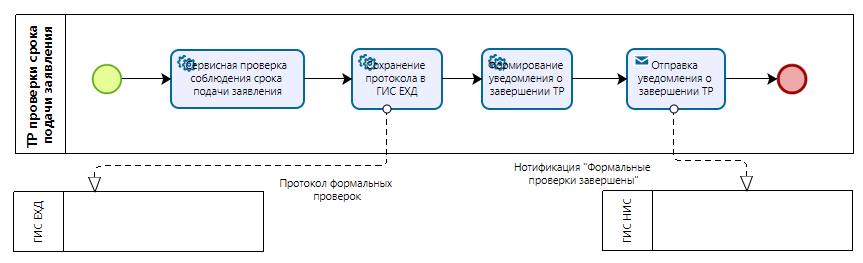 ТР проверки срока
подачи заявления
Сервисная проверка
соблюдения срока
подачи заявления
Сохранение
протокола в
ГИС ЕХД
Формирование
уведомления о
завершении ТР
Отправка
уведомления о
завершении ТР
Протокол формальных
проверок
Нотификация "Формальные
проверки завершены"
ГИС ЕХД
ГИС НИС